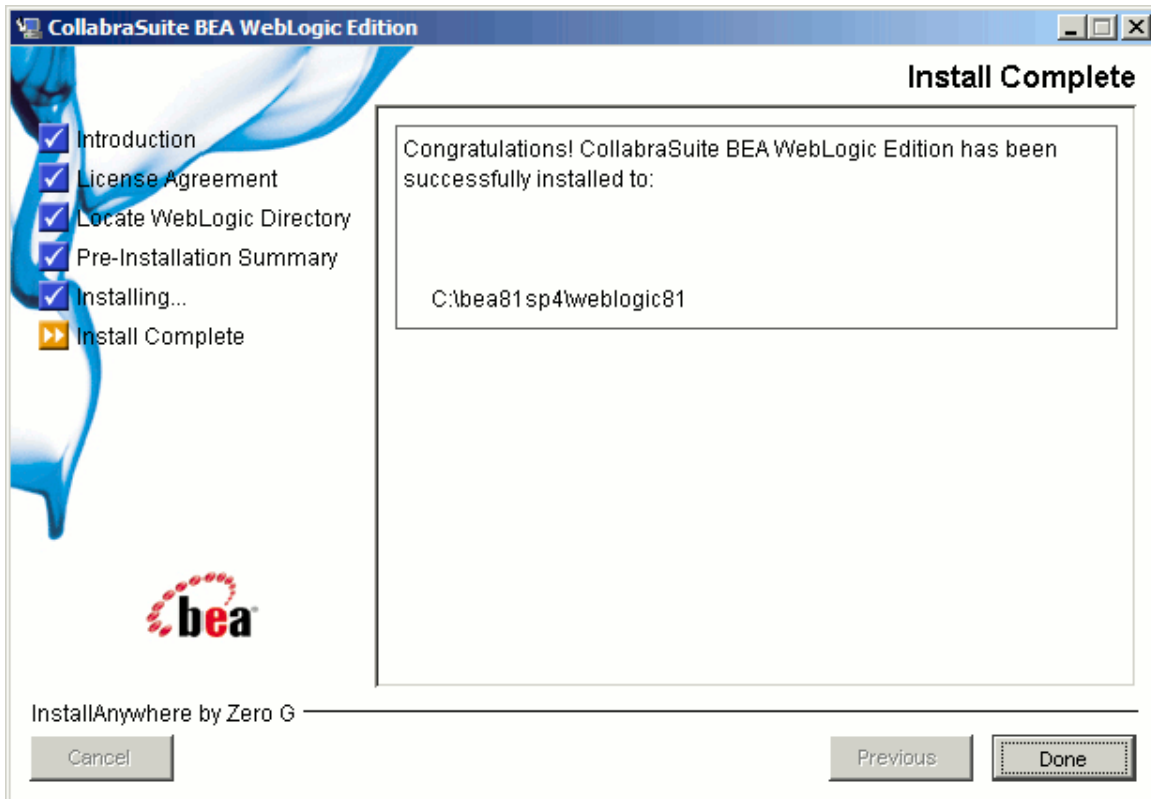 CollabraSuite BEA WebLogic Edition
Install Complete
Introduction
License Agreement
Locate WebLogic Directory
Pre-Installation Summary
Installing...
Install Complete
Congratulations! CollabraSuite BEA WebLogic Edition has been
successfully installed to:
C:\bea81sp4\weblogic81
bea
InstallAnywhere by Zero G
Cancel
Previous
Done